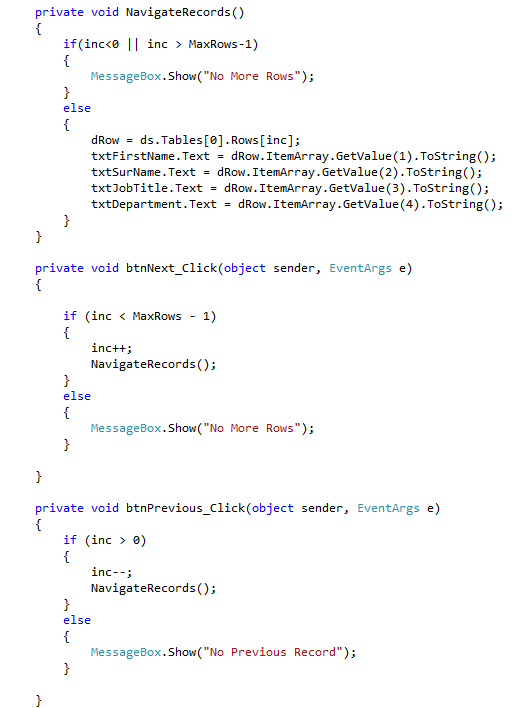 private void NavigateRecords()
{
if(inc<0 || inc > MaxRows-1)
{
MessageBox.Show("No More Rows");
}
else
{
dRow = ds.Tables[0].Rows[inc];
txtFirstName.Text = dRow.ItemArray.GetValue(1).ToString();
txtSurName.Text = dRow.ItemArray.GetValue(2).ToString();
txtJobTitle.Text = dRow.ItemArray.GetValue(3).ToString();
txtDepartment.Text = dRow.ItemArray.GetValue(4).ToString();
}
}
private void btnNext_Click(object sender, EventArgs e)
{
if (inc < MaxRows - 1)
{
inc++;
NavigateRecords();
}
else
{
MessageBox.Show("No More Rows");
}
}
private void btnPrevious_Click(object sender, EventArgs e)
{
if (inc > 0)
{
inc--;
NavigateRecords();
}
else
{
MessageBox.Show("No Previous Record");
}
}